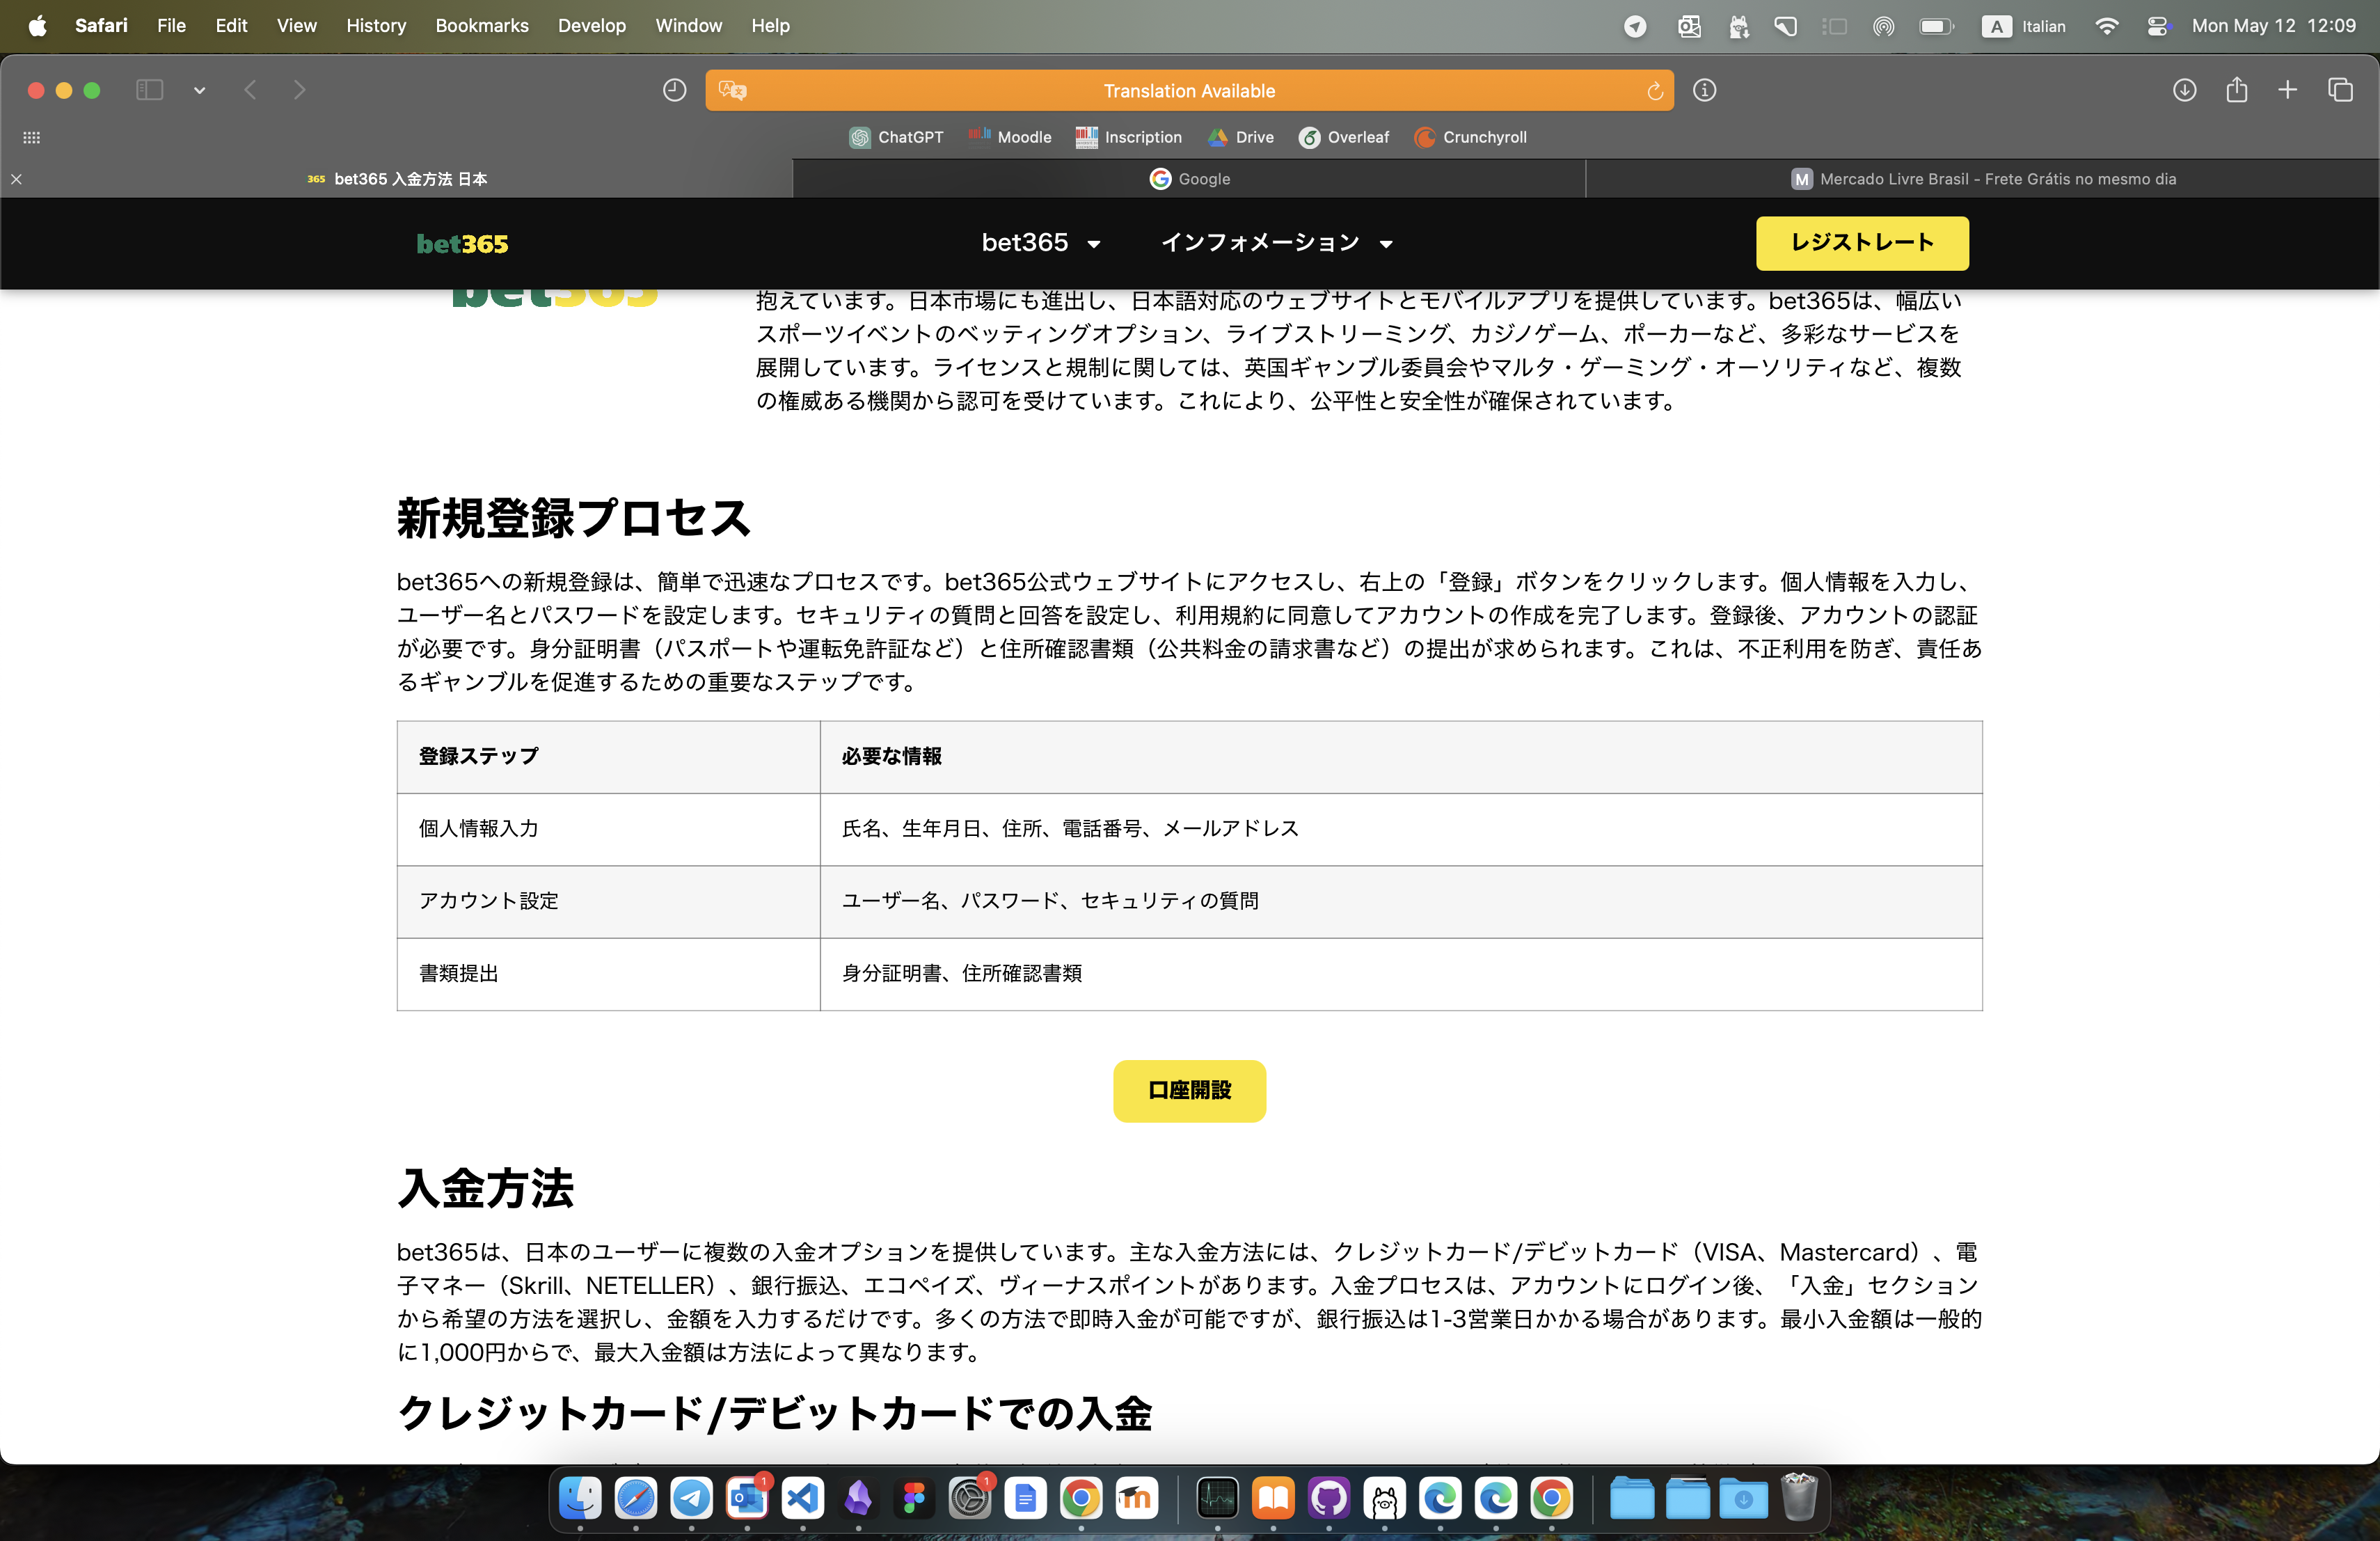 Safari File Edit View History Bookmarks Develop Window Help
A Italian Mon May 12 12:09
Translation Available
ChatGPT Moodle Inscription Drive Overleaf Crunchyroll
365 bet365 入金方法 日本
Google
M Mercado Livre Brasil - Frete Grátis no mesmo dia
bet365 bet365 インフォメーション レジストレート
bet365
抱えています。日本市場にも進出し、日本語対応のウェブサイトとモバイルアプリを提供しています。bet365は、幅広い
スポーツイベントのベッティングオプション、ライブストリーミング、カジノゲーム、ポーカーなど、多彩なサービスを
展開しています。ライセンスと規制に関しては、英国ギャンブル委員会やマルタ・ゲーミング・オーソリティなど、複数
の権威ある機関から認可を受けています。これにより、公平性と安全性が確保されています。
新規登録プロセス
bet365への新規登録は、簡単で迅速なプロセスです。bet365公式ウェブサイトにアクセスし、右上の「登録」ボタンをクリックします。個人情報を入力し、
ユーザー名とパスワードを設定します。セキュリティの質問と回答を設定し、利用規約に同意してアカウントの作成を完了します。登録後、アカウントの認証
が必要です。身分証明書（パスポートや運転免許証など）と住所確認書類（公共料金の請求書など）の提出が求められます。これは、不正利用を防ぎ、責任あ
るギャンブルを促進するための重要なステップです。
登録ステップ 必要な情報
個人情報入力 氏名、生年月日、住所、電話番号、メールアドレス
アカウント設定 ユーザー名、パスワード、セキュリティの質問
書類提出 身分証明書、住所確認書類
口座開設
入金方法
bet365は、日本のユーザーに複数の入金オプションを提供しています。主な入金方法には、クレジットカード/デビットカード（VISA、Mastercard）、電
子マネー（Skrill、NETELLER）、銀行振込、エコペイズ、ヴィーナスポイントがあります。入金プロセスは、アカウントにログイン後、「入金」セクション
から希望の方法を選択し、金額を入力するだけです。多くの方法で即時入金が可能ですが、銀行振込は1-3営業日かかる場合があります。最小入金額は一般的
に1,000円からで、最大入金額は方法によって異なります。
クレジットカード/デビットカードでの入金
1 1